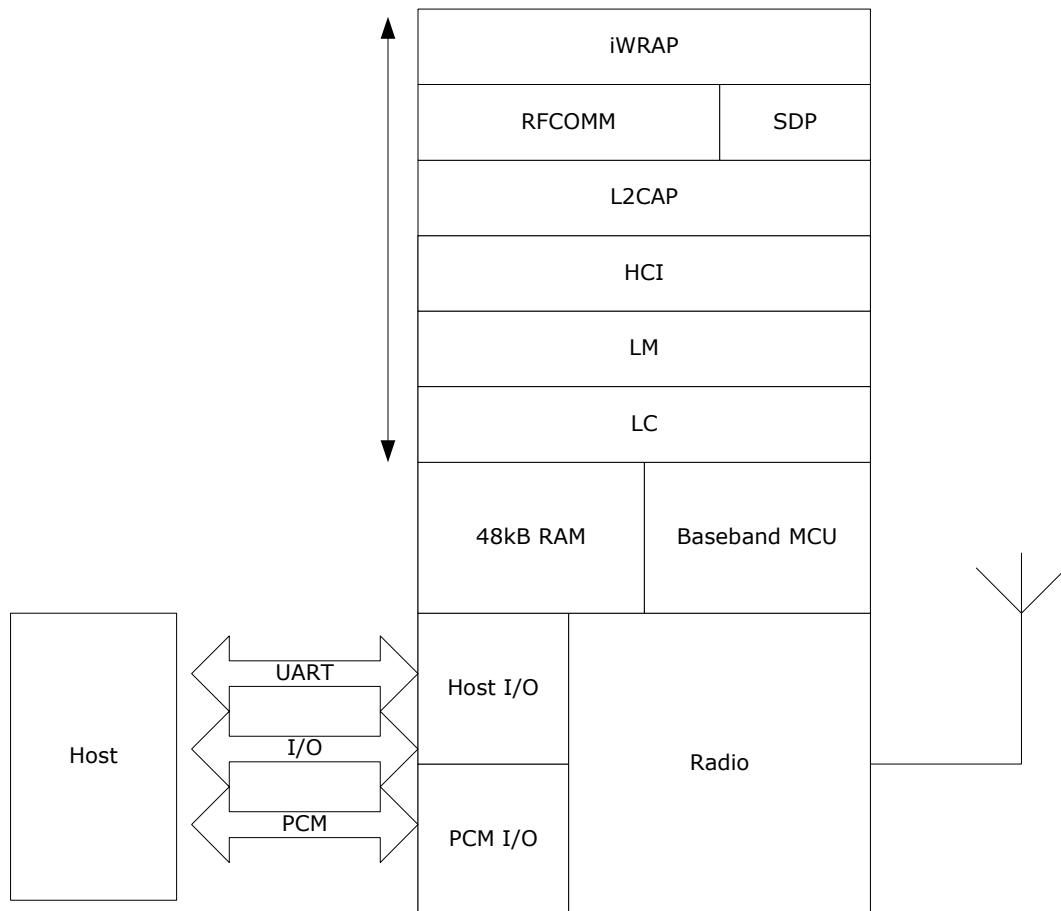 iWRAP
RFCOMM
SDP
L2CAP
HCI
LM
LC
48kB RAM
Baseband MCU
UART
Host I/O
Host
I/O
Radio
PCM
PCM I/O